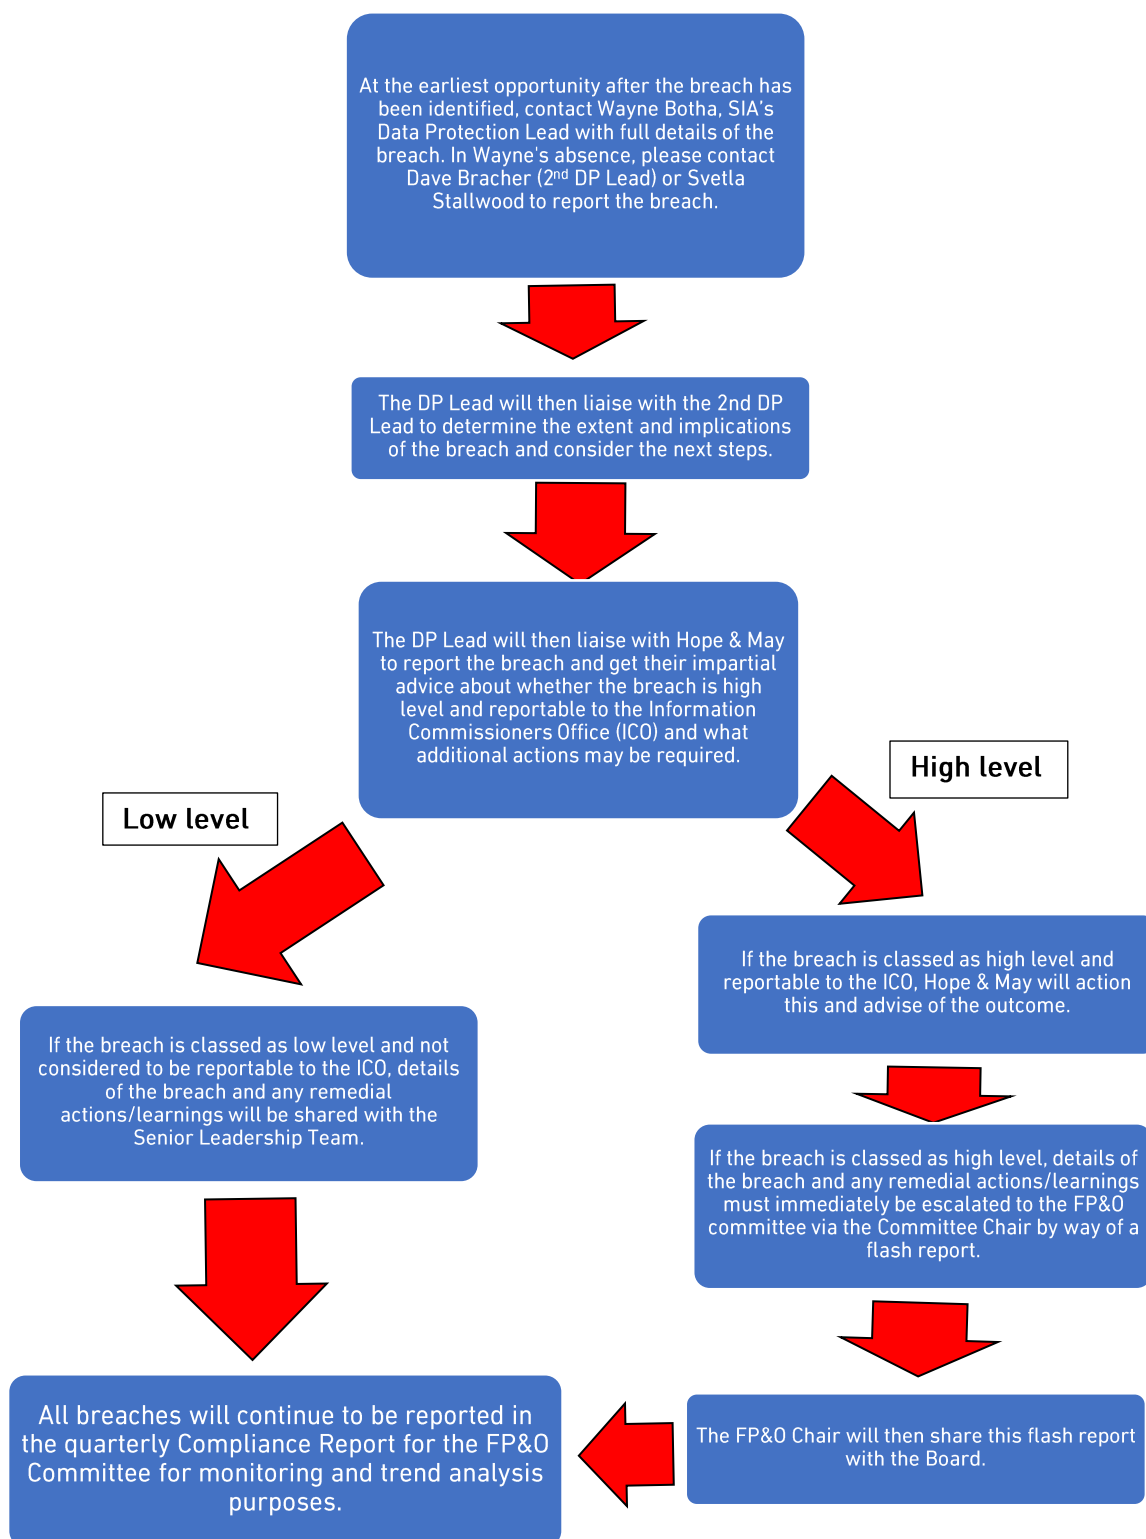 At the earliest opportunity after the breach has
been identified, contact Wayne Botha, SIA’s
Data Protection Lead with full details of the
breach. In Wayne's absence, please contact
Dave Bracher (2nd DP Lead) or Svetla
Stallwood to report the breach.
The DP Lead will then liaise with the 2nd DP
Lead to determine the extent and implications
of the breach and consider the next steps.
The DP Lead will then liaise with Hope & May
to report the breach and get their impartial
advice about whether the breach is high
level and reportable to the Information
Commissioners Office (ICO) and what
additional actions may be required.
Low level
High level
If the breach is classed as low level and not
considered to be reportable to the ICO, details
of the breach and any remedial
actions/learnings will be shared with the
Senior Leadership Team.
If the breach is classed as high level and
reportable to the ICO, Hope & May will action
this and advise of the outcome.
If the breach is classed as high level, details of
the breach and any remedial actions/learnings
must immediately be escalated to the FP&O
committee via the Committee Chair by way of a
flash report.
The FP&O Chair will then share this flash report
with the Board.
All breaches will continue to be reported in
the quarterly Compliance Report for the FP&O
Committee for monitoring and trend analysis
purposes.